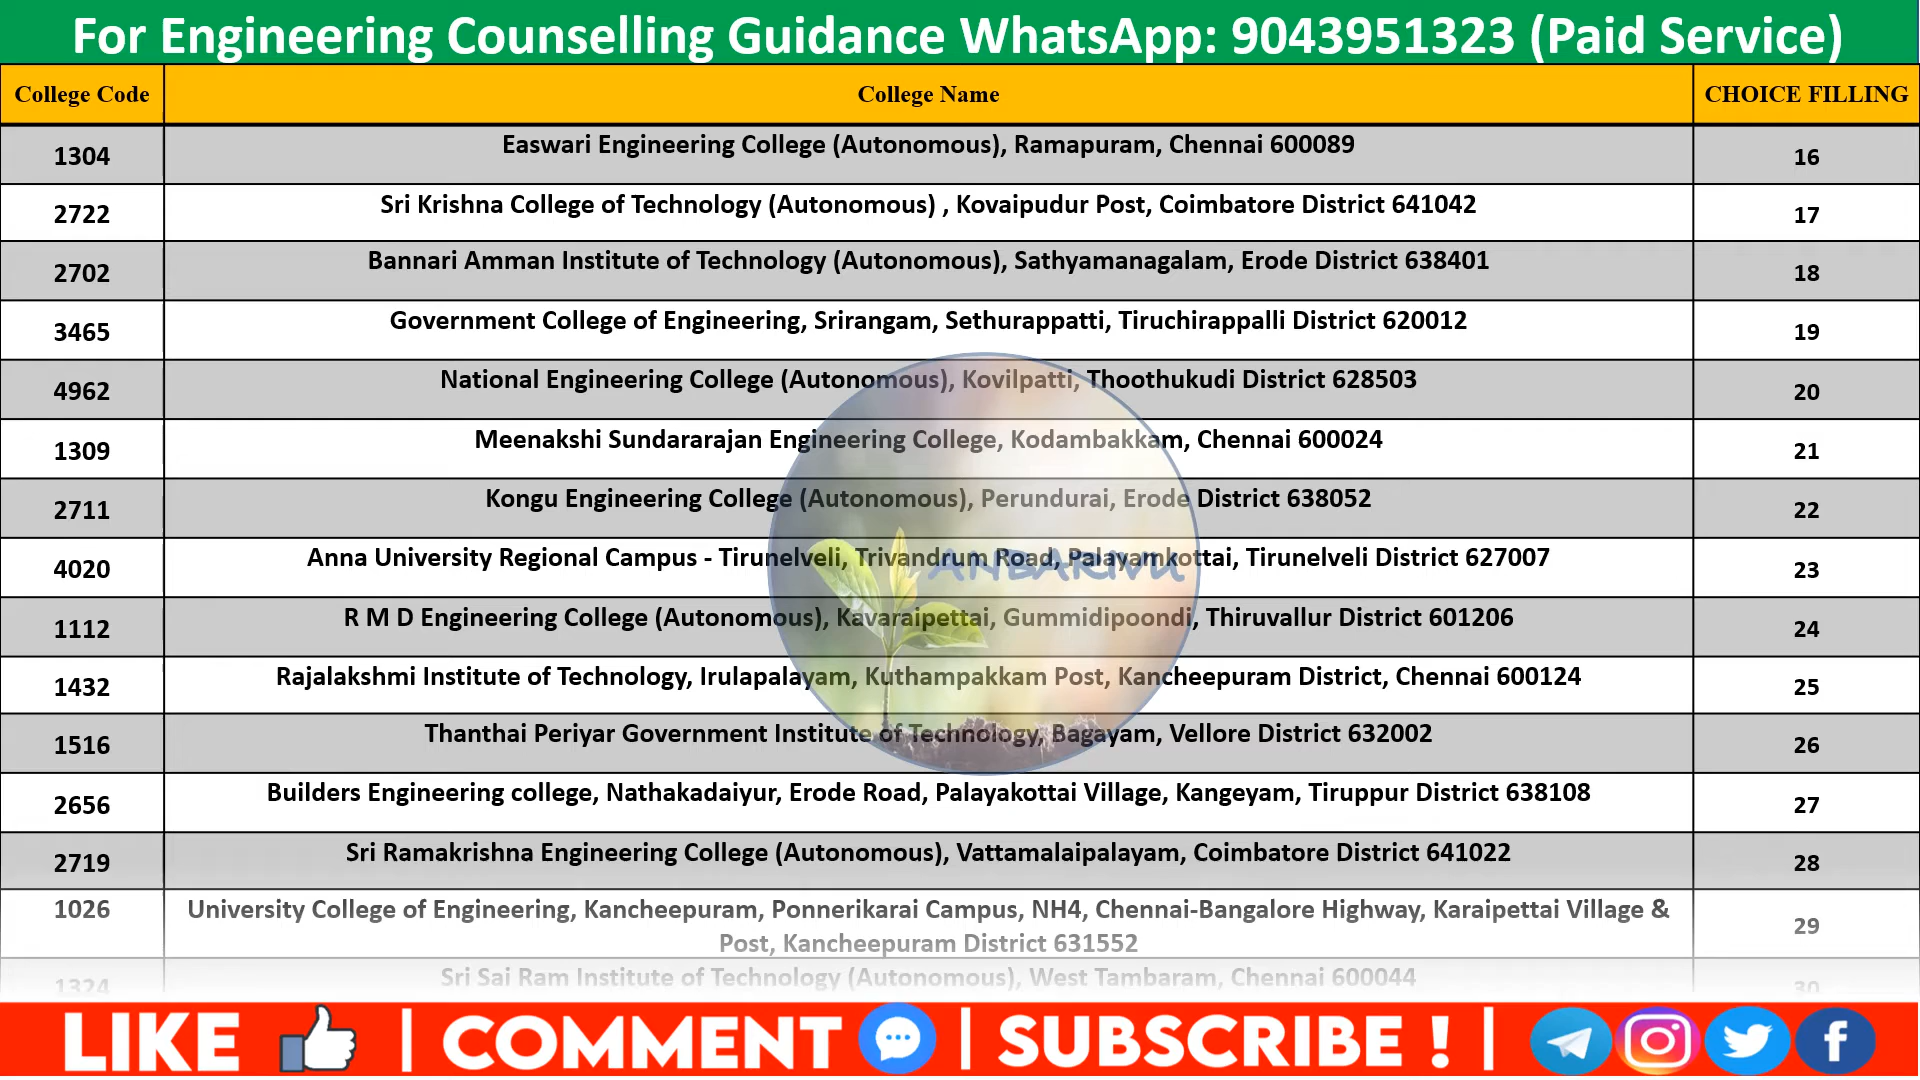 For Engineering Counselling Guidance WhatsApp: 9043951323 (Paid Service)
College Code College Name CHOICE FILLING
1304 Easwari Engineering College (Autonomous), Ramapuram, Chennai 600089 16
2722 Sri Krishna College of Technology (Autonomous) , Kovaipudur Post, Coimbatore District 641042 17
2702 Bannari Amman Institute of Technology (Autonomous), Sathyamanagalam, Erode District 638401 18
3465 Government College of Engineering, Srirangam, Sethurappatti, Tiruchirappalli District 620012 19
4962 National Engineering College (Autonomous), Kovilpatti, Thoothukudi District 628503 20
1309 Meenakshi Sundararajan Engineering College, Kodambakkam, Chennai 600024 21
2711 Kongu Engineering College (Autonomous), Perundurai, Erode District 638052 22
4020 Anna University Regional Campus - Tirunelveli, Trivandrum Road, Palayamkottai, Tirunelveli District 627007 23
ANBARIVU
1112 R M D Engineering College (Autonomous), Kavaraipettai, Gummidipoondi, Thiruvallur District 601206 24
1432 Rajalakshmi Institute of Technology, Irulapalayam, Kuthampakkam Post, Kancheepuram District, Chennai 600124 25
1516 Thanthai Periyar Government Institute of Technology, Bagayam, Vellore District 632002 26
2656 Builders Engineering college, Nathakadaiyur, Erode Road, Palayakottai Village, Kangeyam, Tiruppur District 638108 27
2719 Sri Ramakrishna Engineering College (Autonomous), Vattamalaipalayam, Coimbatore District 641022 28
1026 University College of Engineering, Kancheepuram, Ponnerikarai Campus, NH4, Chennai-Bangalore Highway, Karaipettai Village & 29
Post, Kancheepuram District 631552
1324 Sri Sai Ram Institute of Technology (Autonomous), West Tambaram, Chennai 600044 30
LIKE | COMMENT | SUBSCRIBE ! |